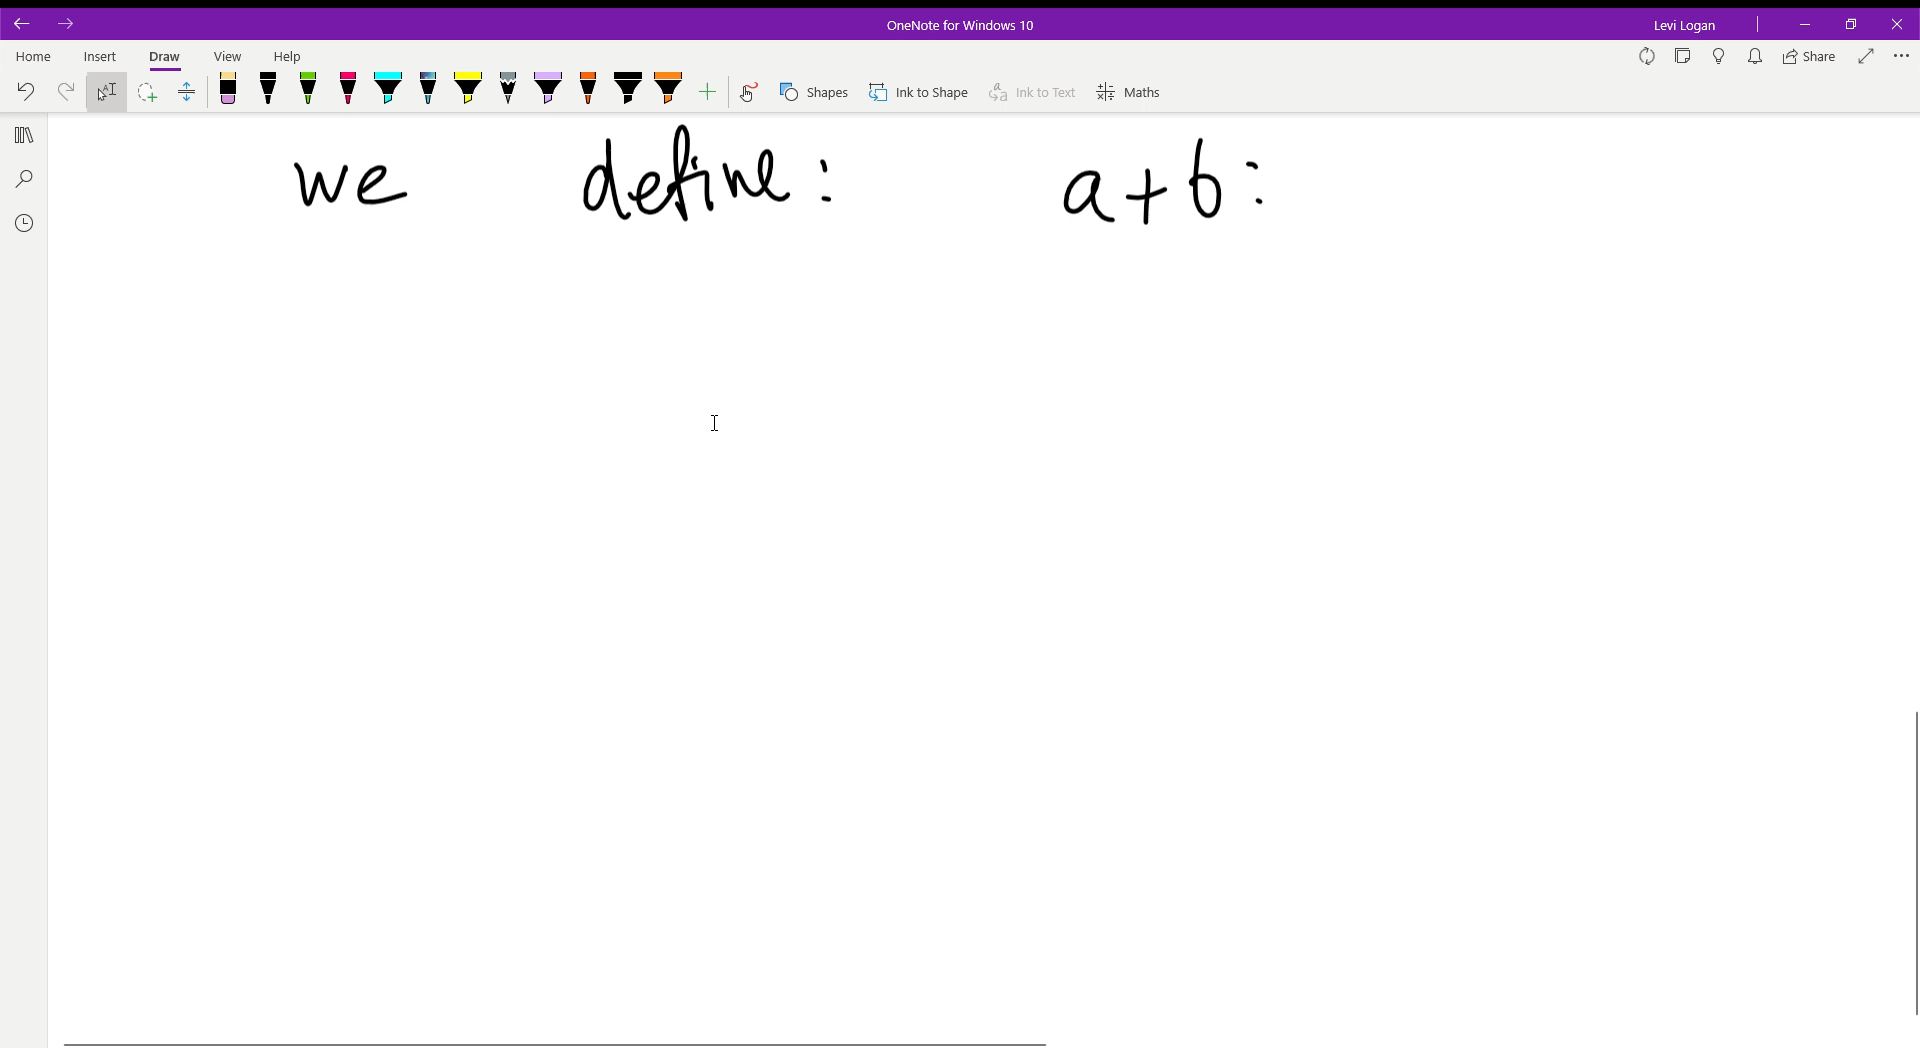 OneNote for Windows 10
Levi Logan
Home Insert Draw View Help
Share
Shapes Ink to Shape Ink to Text Maths
we define: a+b: